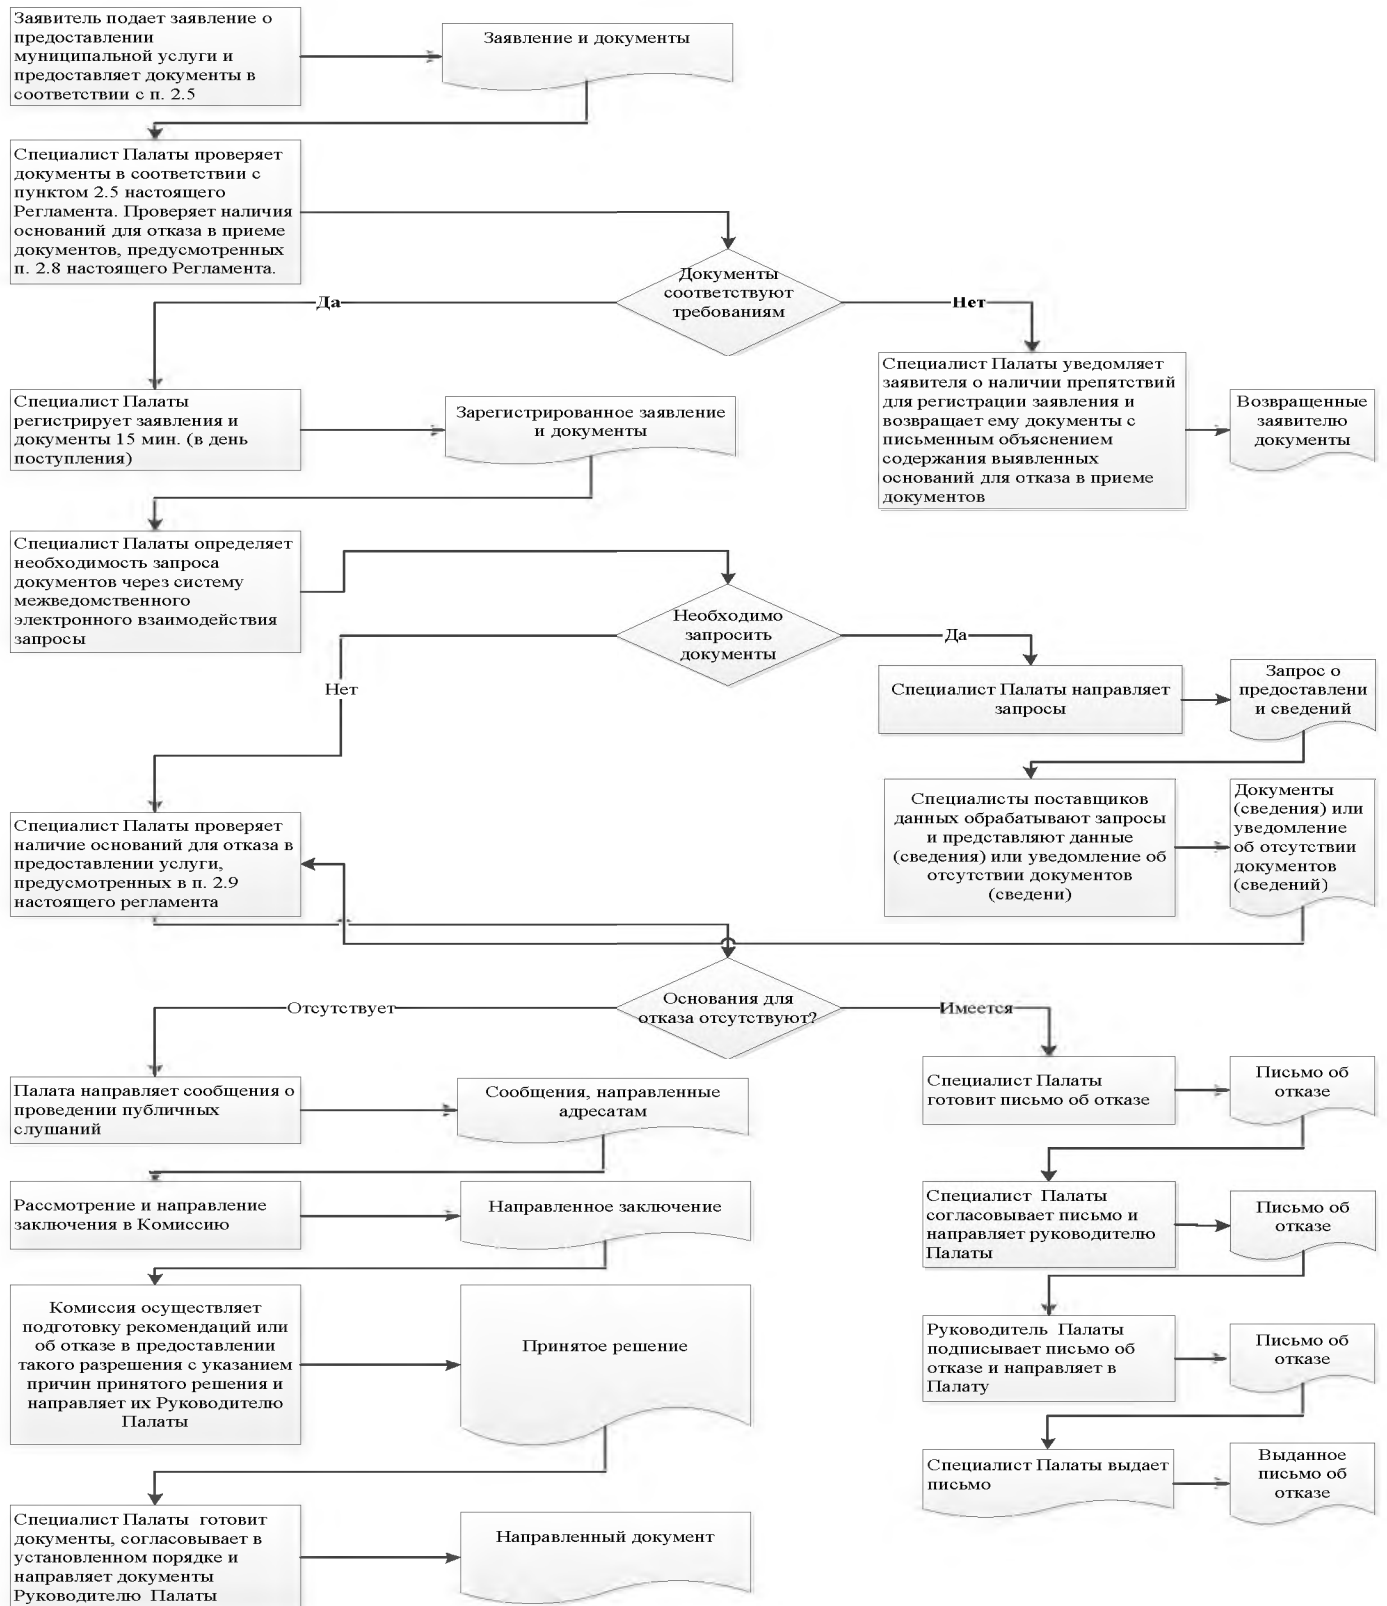 Заявитель подает заявление о
предоставлении
муниципальной услуги и
предоставляет документы в
соответствии с п. 2.5
Заявление и документы
Специалист Палаты проверяет
документы в соответствии с
пунктом 2.5 настоящего
Регламента. Проверяет наличия
оснований для отказа в приеме
документов, предусмотренных
п. 2.8 настоящего Регламента.
Документы
соответствуют
требованиям
Да
Нет
Специалист Палаты
регистрирует заявления и
документы 15 мин. (в день
поступления)
Зарегистрированное заявление
и документы
Специалист Палаты уведомляет
заявителя о наличии препятствий
для регистрации заявления и
возвращает ему документы с
письменным объяснением
содержания выявленных
оснований для отказа в приеме
документов
Возвращенные
заявителю
документы
Специалист Палаты определяет
необходимость запроса
документов через систему
межведомственного
электронного взаимодействия
запросы
Необходимо
запросить
документы
Да
Нет
Специалист Палаты направляет
запросы
Запрос о
предоставлени
и сведений
Специалисты поставщиков
данных обрабатывают запросы
и представляют данные
(сведения) или уведомление об
отсутствии документов
(сведени)
Документы
(сведения) или
уведомление
об отсутствии
документов
(сведений)
Специалист Палаты проверяет
наличие оснований для отказа в
предоставлении услуги,
предусмотренных в п. 2.9
настоящего регламента
Основания для
отказа отсутствуют?
Отсутствует
Имеется
Палата направляет сообщения о
проведении публичных
слушаний
Сообщения, направленные
адресатам
Специалист Палаты
готовит письмо об отказе
Письмо об
отказе
Рассмотрение и направление
заключения в Комиссию
Направленное заключение
Специалист Палаты
согласовывает письмо и
направляет руководителю
Палаты
Письмо об
отказе
Комиссия осуществляет
подготовку рекомендаций или
об отказе в предоставлении
такого разрешения с указанием
причин принятого решения и
направляет их Руководителю
Палаты
Принятое решение
Руководитель Палаты
подписывает письмо об
отказе и направляет в
Палату
Письмо об
отказе
Специалист Палаты выдает
письмо
Выданное
письмо об
отказе
Специалист Палаты готовит
документы, согласовывает в
установленном порядке и
направляет документы
Руководителю Палаты
Направленный документ